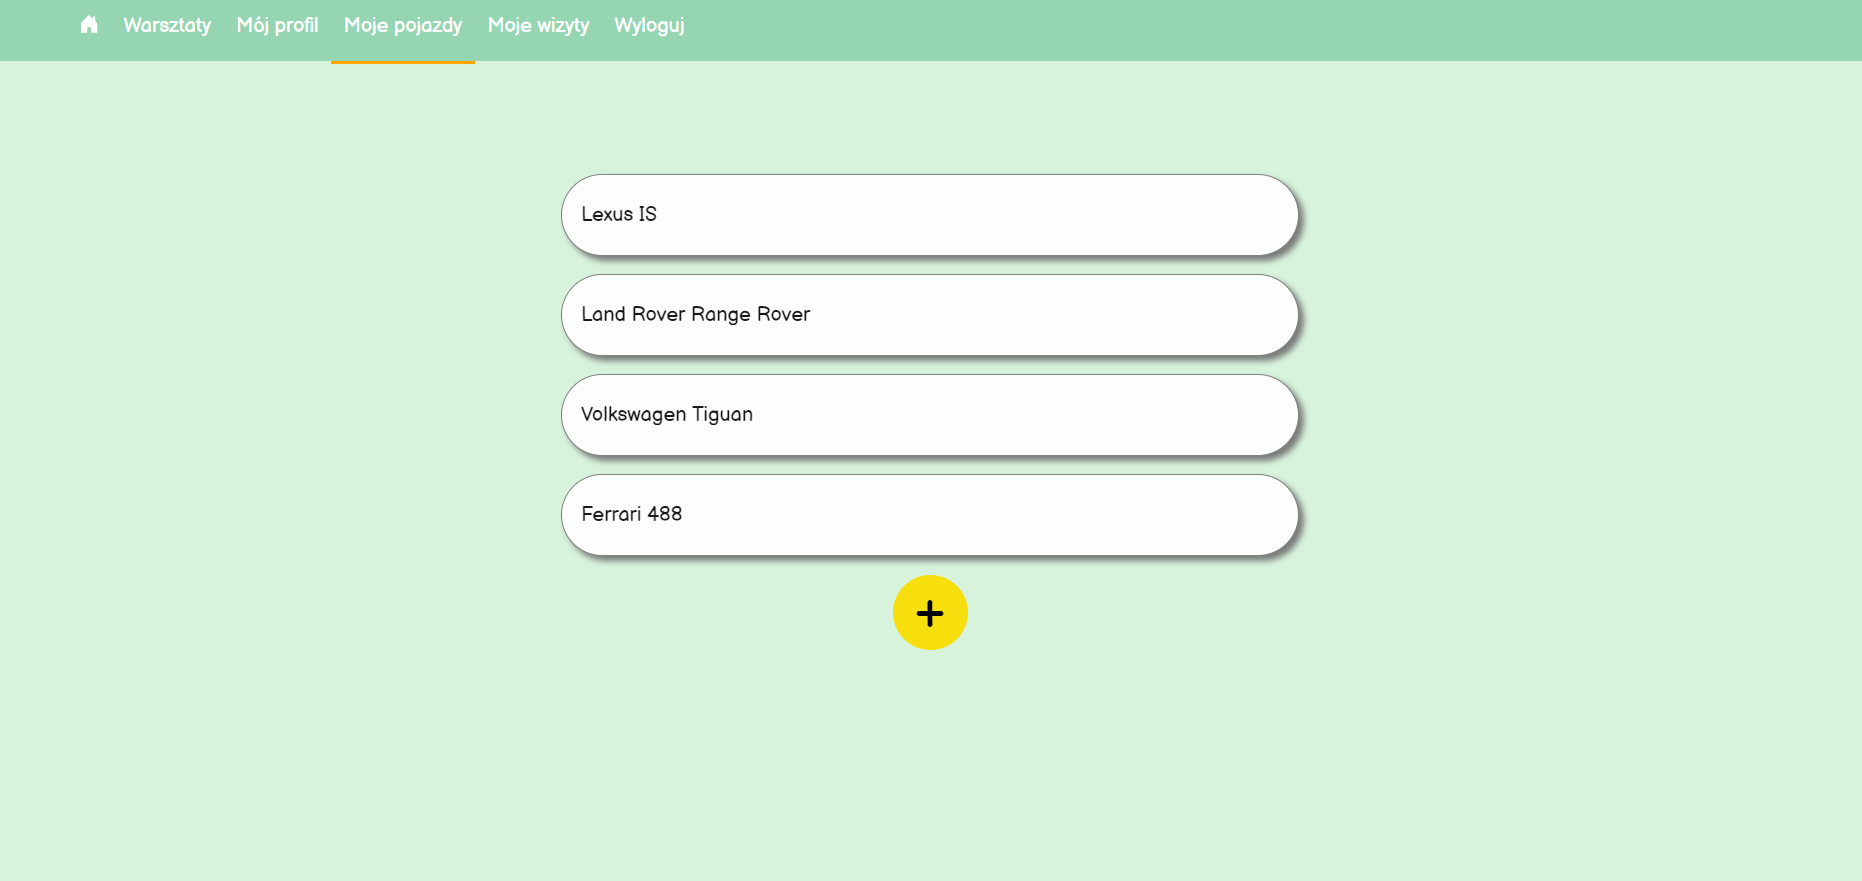 Warsztaty Mój profil Moje pojazdy Moje wizyty Wyloguj
Lexus IS
Land Rover Range Rover
Volkswagen Tiguan
Ferrari 488